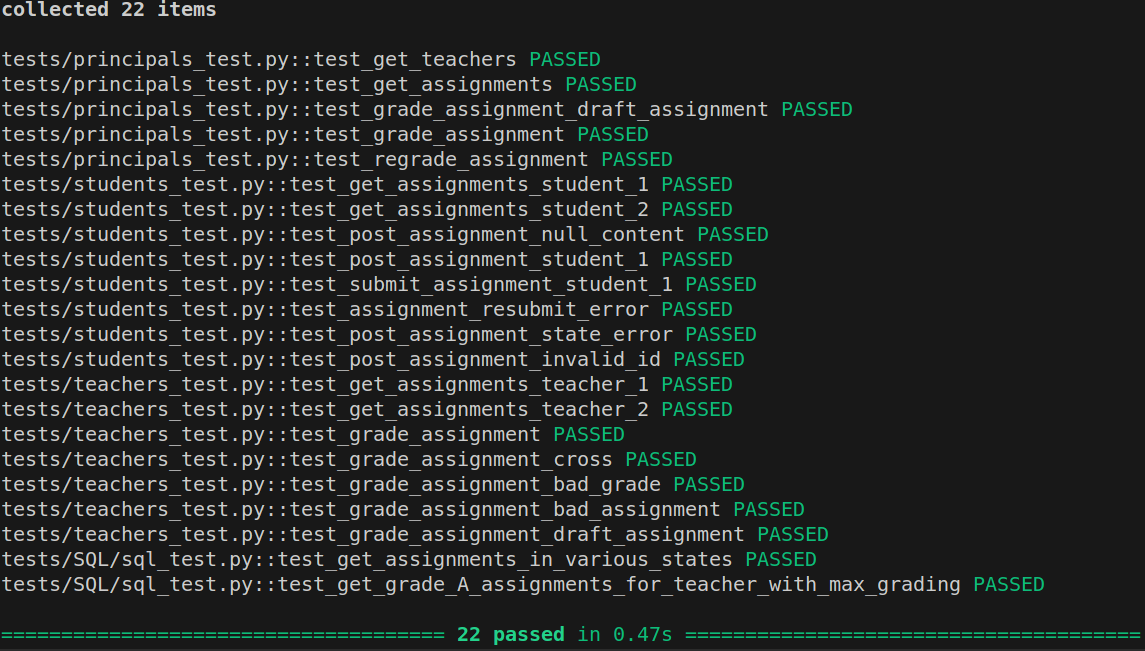 collected 22 items
tests/principals_test.py::test_get_teachers PASSED
tests/principals_test.py::test_get_assignments PASSED
tests/principals_test.py::test_grade_assignment_draft_assignment PASSED
tests/principals_test.py::test_grade_assignment PASSED
tests/principals_test.py::test_regrade_assignment PASSED
tests/students_test.py::test_get_assignments_student_1 PASSED
tests/students_test.py::test_get_assignments_student_2 PASSED
tests/students_test.py::test_post_assignment_null_content PASSED
tests/students_test.py::test_post_assignment_student_1 PASSED
tests/students_test.py::test_submit_assignment_student_1 PASSED
tests/students_test.py::test_assignment_resubmit_error PASSED
tests/students_test.py::test_post_assignment_state_error PASSED
tests/students_test.py::test_post_assignment_invalid_id PASSED
tests/teachers_test.py::test_get_assignments_teacher_1 PASSED
tests/teachers_test.py::test_get_assignments_teacher_2 PASSED
tests/teachers_test.py::test_grade_assignment PASSED
tests/teachers_test.py::test_grade_assignment_cross PASSED
tests/teachers_test.py::test_grade_assignment_bad_grade PASSED
tests/teachers_test.py::test_grade_assignment_bad_assignment PASSED
tests/teachers_test.py::test_grade_assignment_draft_assignment PASSED
tests/SQL/sql_test.py::test_get_assignments_in_various_states PASSED
tests/SQL/sql_test.py::test_get_grade_A_assignments_for_teacher_with_max_grading PASSED
===================================== 22 passed in 0.47s ======================================